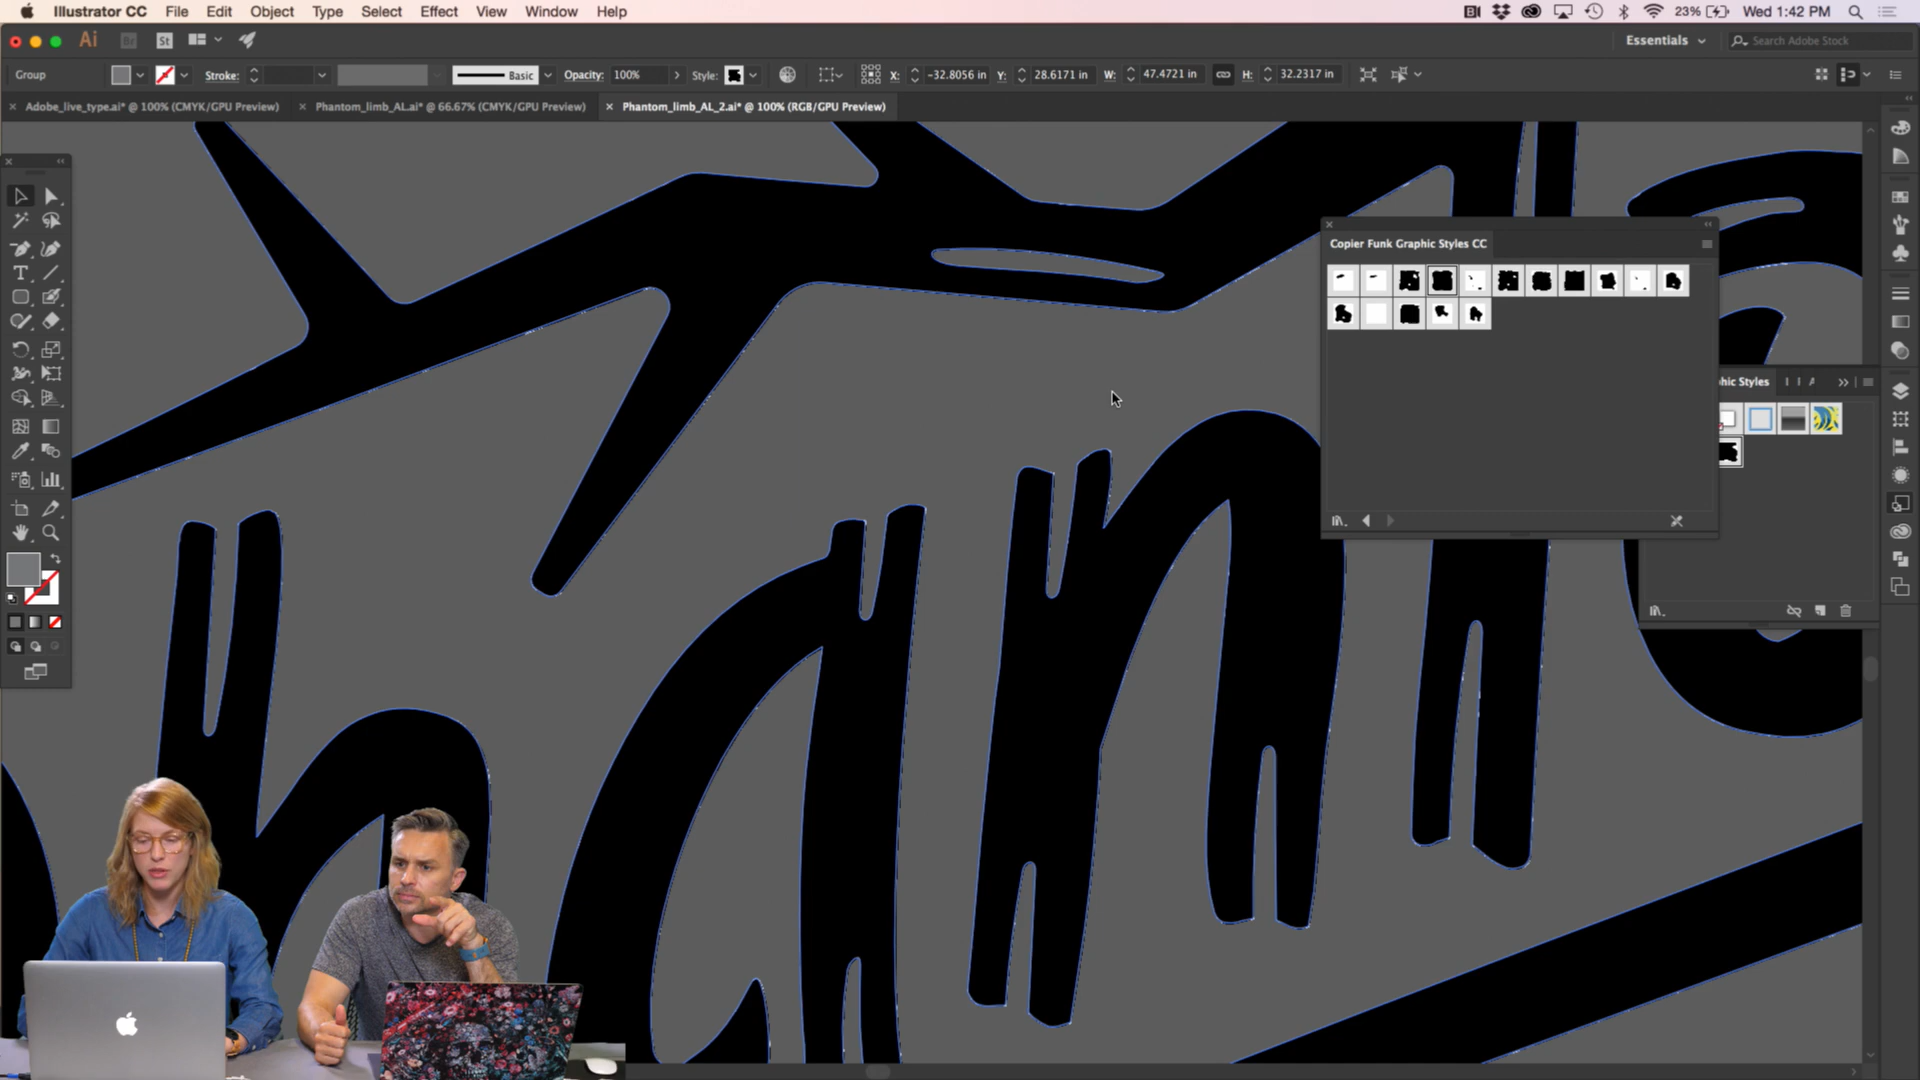 Illustrator CC File Edit Object Type Select Effect View Window Help 23% Wed 1:42 PM
Ai Br St Essentials Search Adobe Stock
Group Stroke: Basic Opacity: 100% Style: X: -32.8056 in Y: 28.6171 in W: 47.4721 in H: 32.2317 in
Adobe_live_type.ai* @ 100% (CMYK/GPU Preview) Phantom_limb_AL.ai* @ 66.67% (CMYK/GPU Preview) Phantom_limb_AL_2.ai* @ 100% (RGB/GPU Preview)
Copier Funk Graphic Styles CC
hic Styles